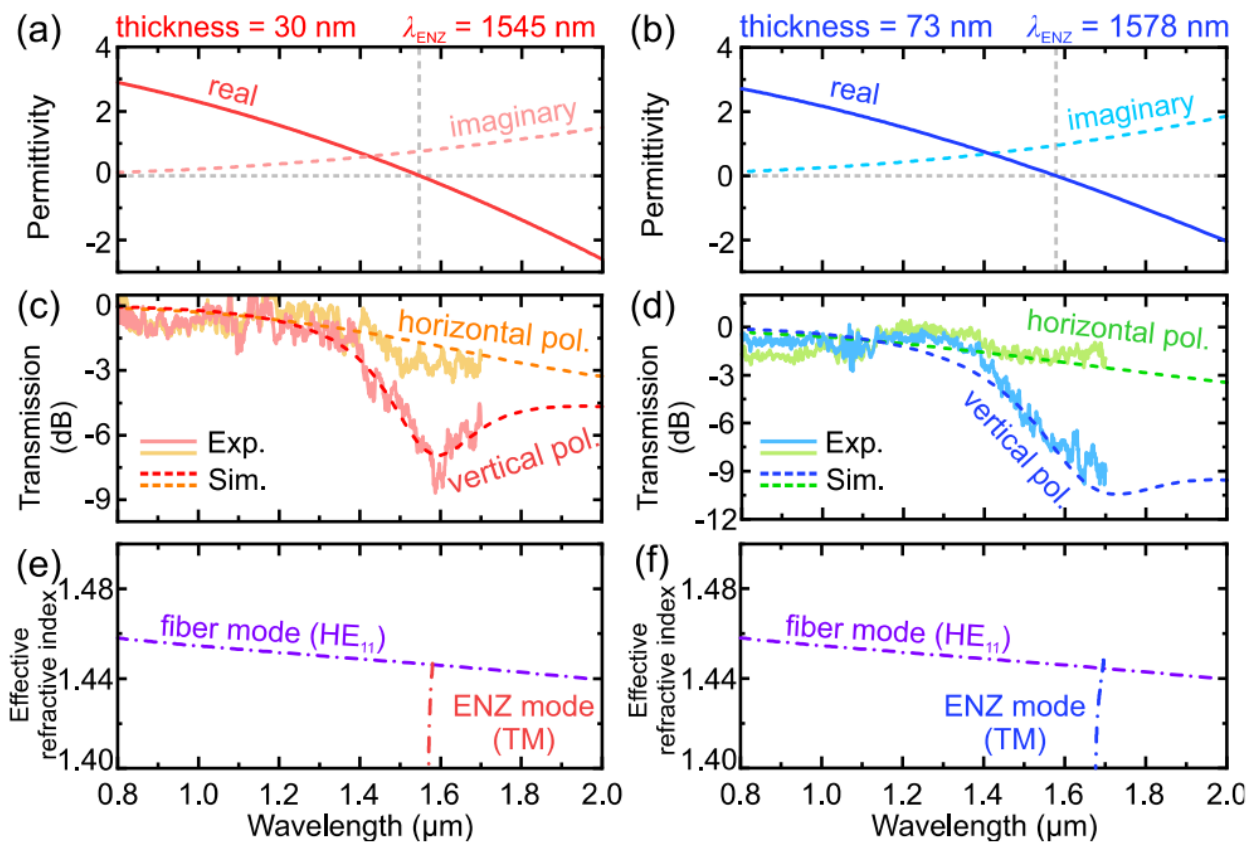 (a) thickness = 30 nm λENZ = 1545 nm
4
2
0
-2
Permittivity
real
imaginary
(b) thickness = 73 nm λENZ = 1578 nm
4
2
0
-2
Permittivity
real
imaginary
(c)
0
-3
-6
-9
Transmission
(dB)
horizontal pol.
vertical pol.
Exp.
Sim.
(d)
0
-3
-6
-9
-12
Transmission
(dB)
horizontal pol.
vertical pol.
Exp.
Sim.
(e)
1.48
1.44
1.40
Effective
refractive index
fiber mode (HE11)
ENZ mode
(TM)
0.8 1.0 1.2 1.4 1.6 1.8 2.0
Wavelength (μm)
(f)
1.48
1.44
1.40
Effective
refractive index
fiber mode (HE11)
ENZ mode
(TM)
0.8 1.0 1.2 1.4 1.6 1.8 2.0
Wavelength (μm)